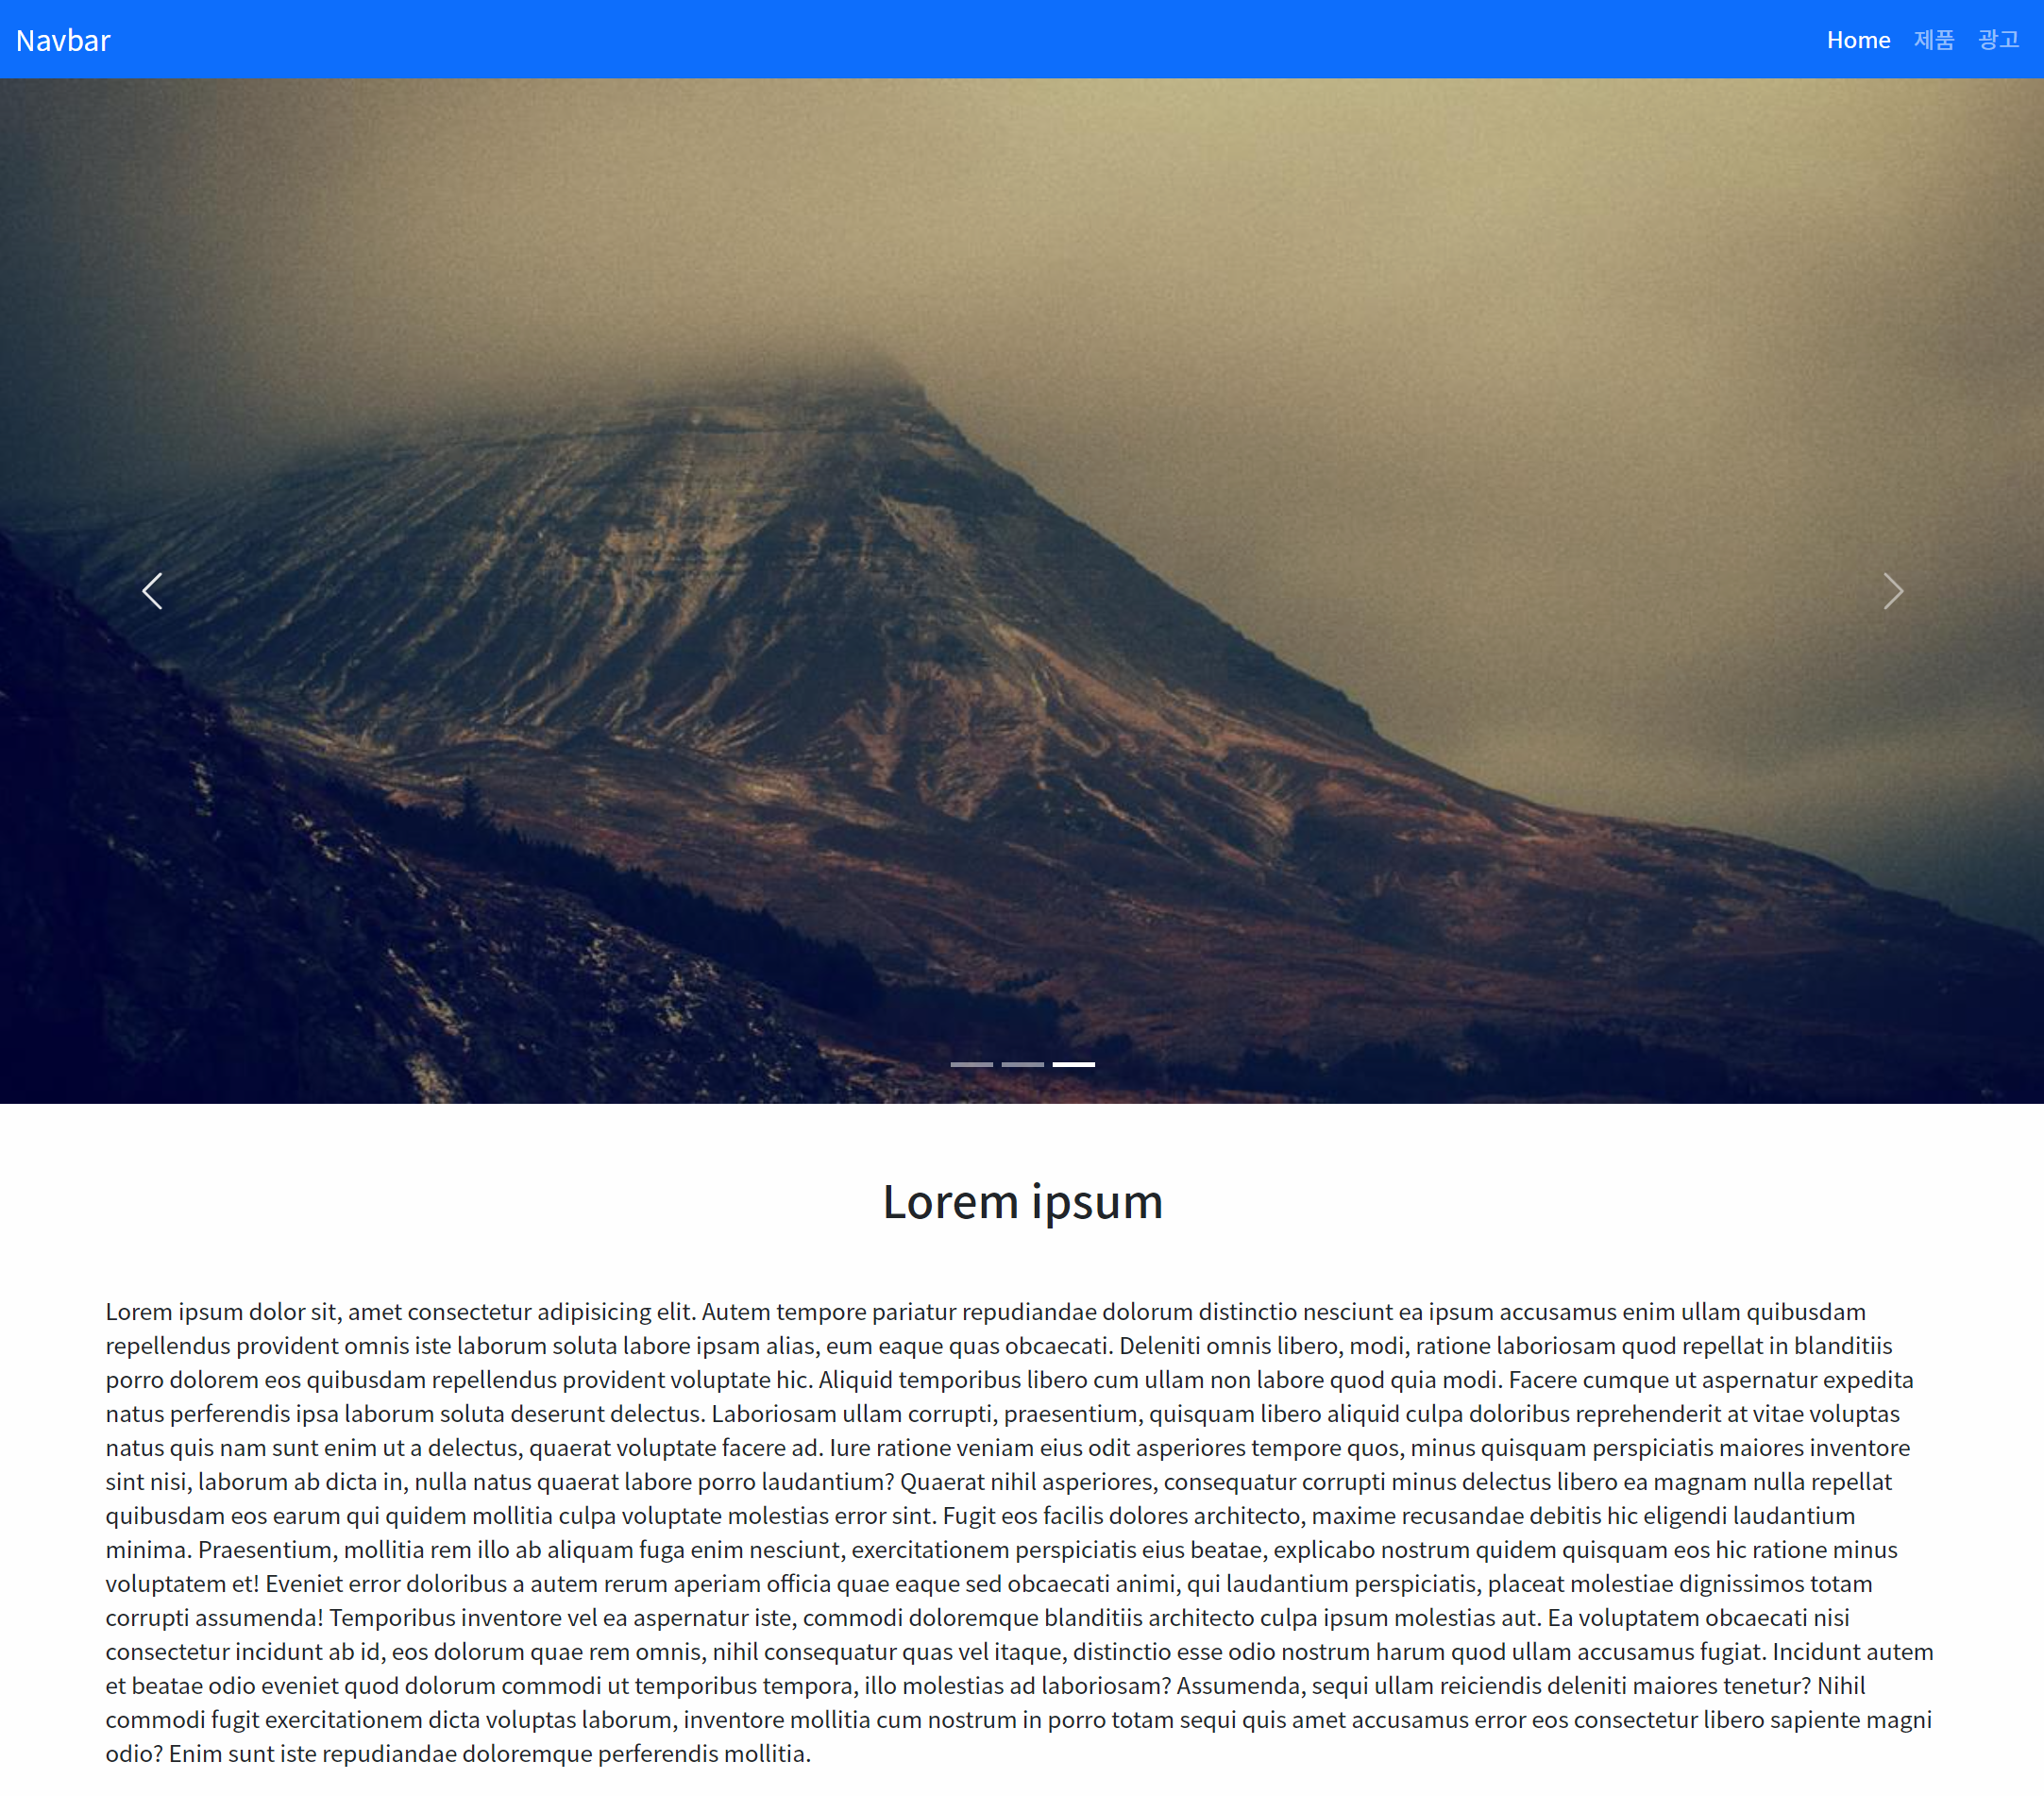 Navbar
Home 제품 광고
Lorem ipsum
Lorem ipsum dolor sit, amet consectetur adipisicing elit. Autem tempore pariatur repudiandae dolorum distinctio nesciunt ea ipsum accusamus enim ullam quibusdam
repellendus provident omnis iste laborum soluta labore ipsam alias, eum eaque quas obcaecati. Deleniti omnis libero, modi, ratione laboriosam quod repellat in blanditiis
porro dolorem eos quibusdam repellendus provident voluptate hic. Aliquid temporibus libero cum ullam non labore quod quia modi. Facere cumque ut aspernatur expedita
natus perferendis ipsa laborum soluta deserunt delectus. Laboriosam ullam corrupti, praesentium, quisquam libero aliquid culpa doloribus reprehenderit at vitae voluptas
natus quis nam sunt enim ut a delectus, quaerat voluptate facere ad. Iure ratione veniam eius odit asperiores tempore quos, minus quisquam perspiciatis maiores inventore
sint nisi, laborum ab dicta in, nulla natus quaerat labore porro laudantium? Quaerat nihil asperiores, consequatur corrupti minus delectus libero ea magnam nulla repellat
quibusdam eos earum qui quidem mollitia culpa voluptate molestias error sint. Fugit eos facilis dolores architecto, maxime recusandae debitis hic eligendi laudantium
minima. Praesentium, mollitia rem illo ab aliquam fuga enim nesciunt, exercitationem perspiciatis eius beatae, explicabo nostrum quidem quisquam eos hic ratione minus
voluptatem et! Eveniet error doloribus a autem rerum aperiam officia quae eaque sed obcaecati animi, qui laudantium perspiciatis, placeat molestiae dignissimos totam
corrupti assumenda! Temporibus inventore vel ea aspernatur iste, commodi doloremque blanditiis architecto culpa ipsum molestias aut. Ea voluptatem obcaecati nisi
consectetur incidunt ab id, eos dolorum quae rem omnis, nihil consequatur quas vel itaque, distinctio esse odio nostrum harum quod ullam accusamus fugiat. Incidunt autem
et beatae odio eveniet quod dolorum commodi ut temporibus tempora, illo molestias ad laboriosam? Assumenda, sequi ullam reiciendis deleniti maiores tenetur? Nihil
commodi fugit exercitationem dicta voluptas laborum, inventore mollitia cum nostrum in porro totam sequi quis amet accusamus error eos consectetur libero sapiente magni
odio? Enim sunt iste repudiandae doloremque perferendis mollitia.